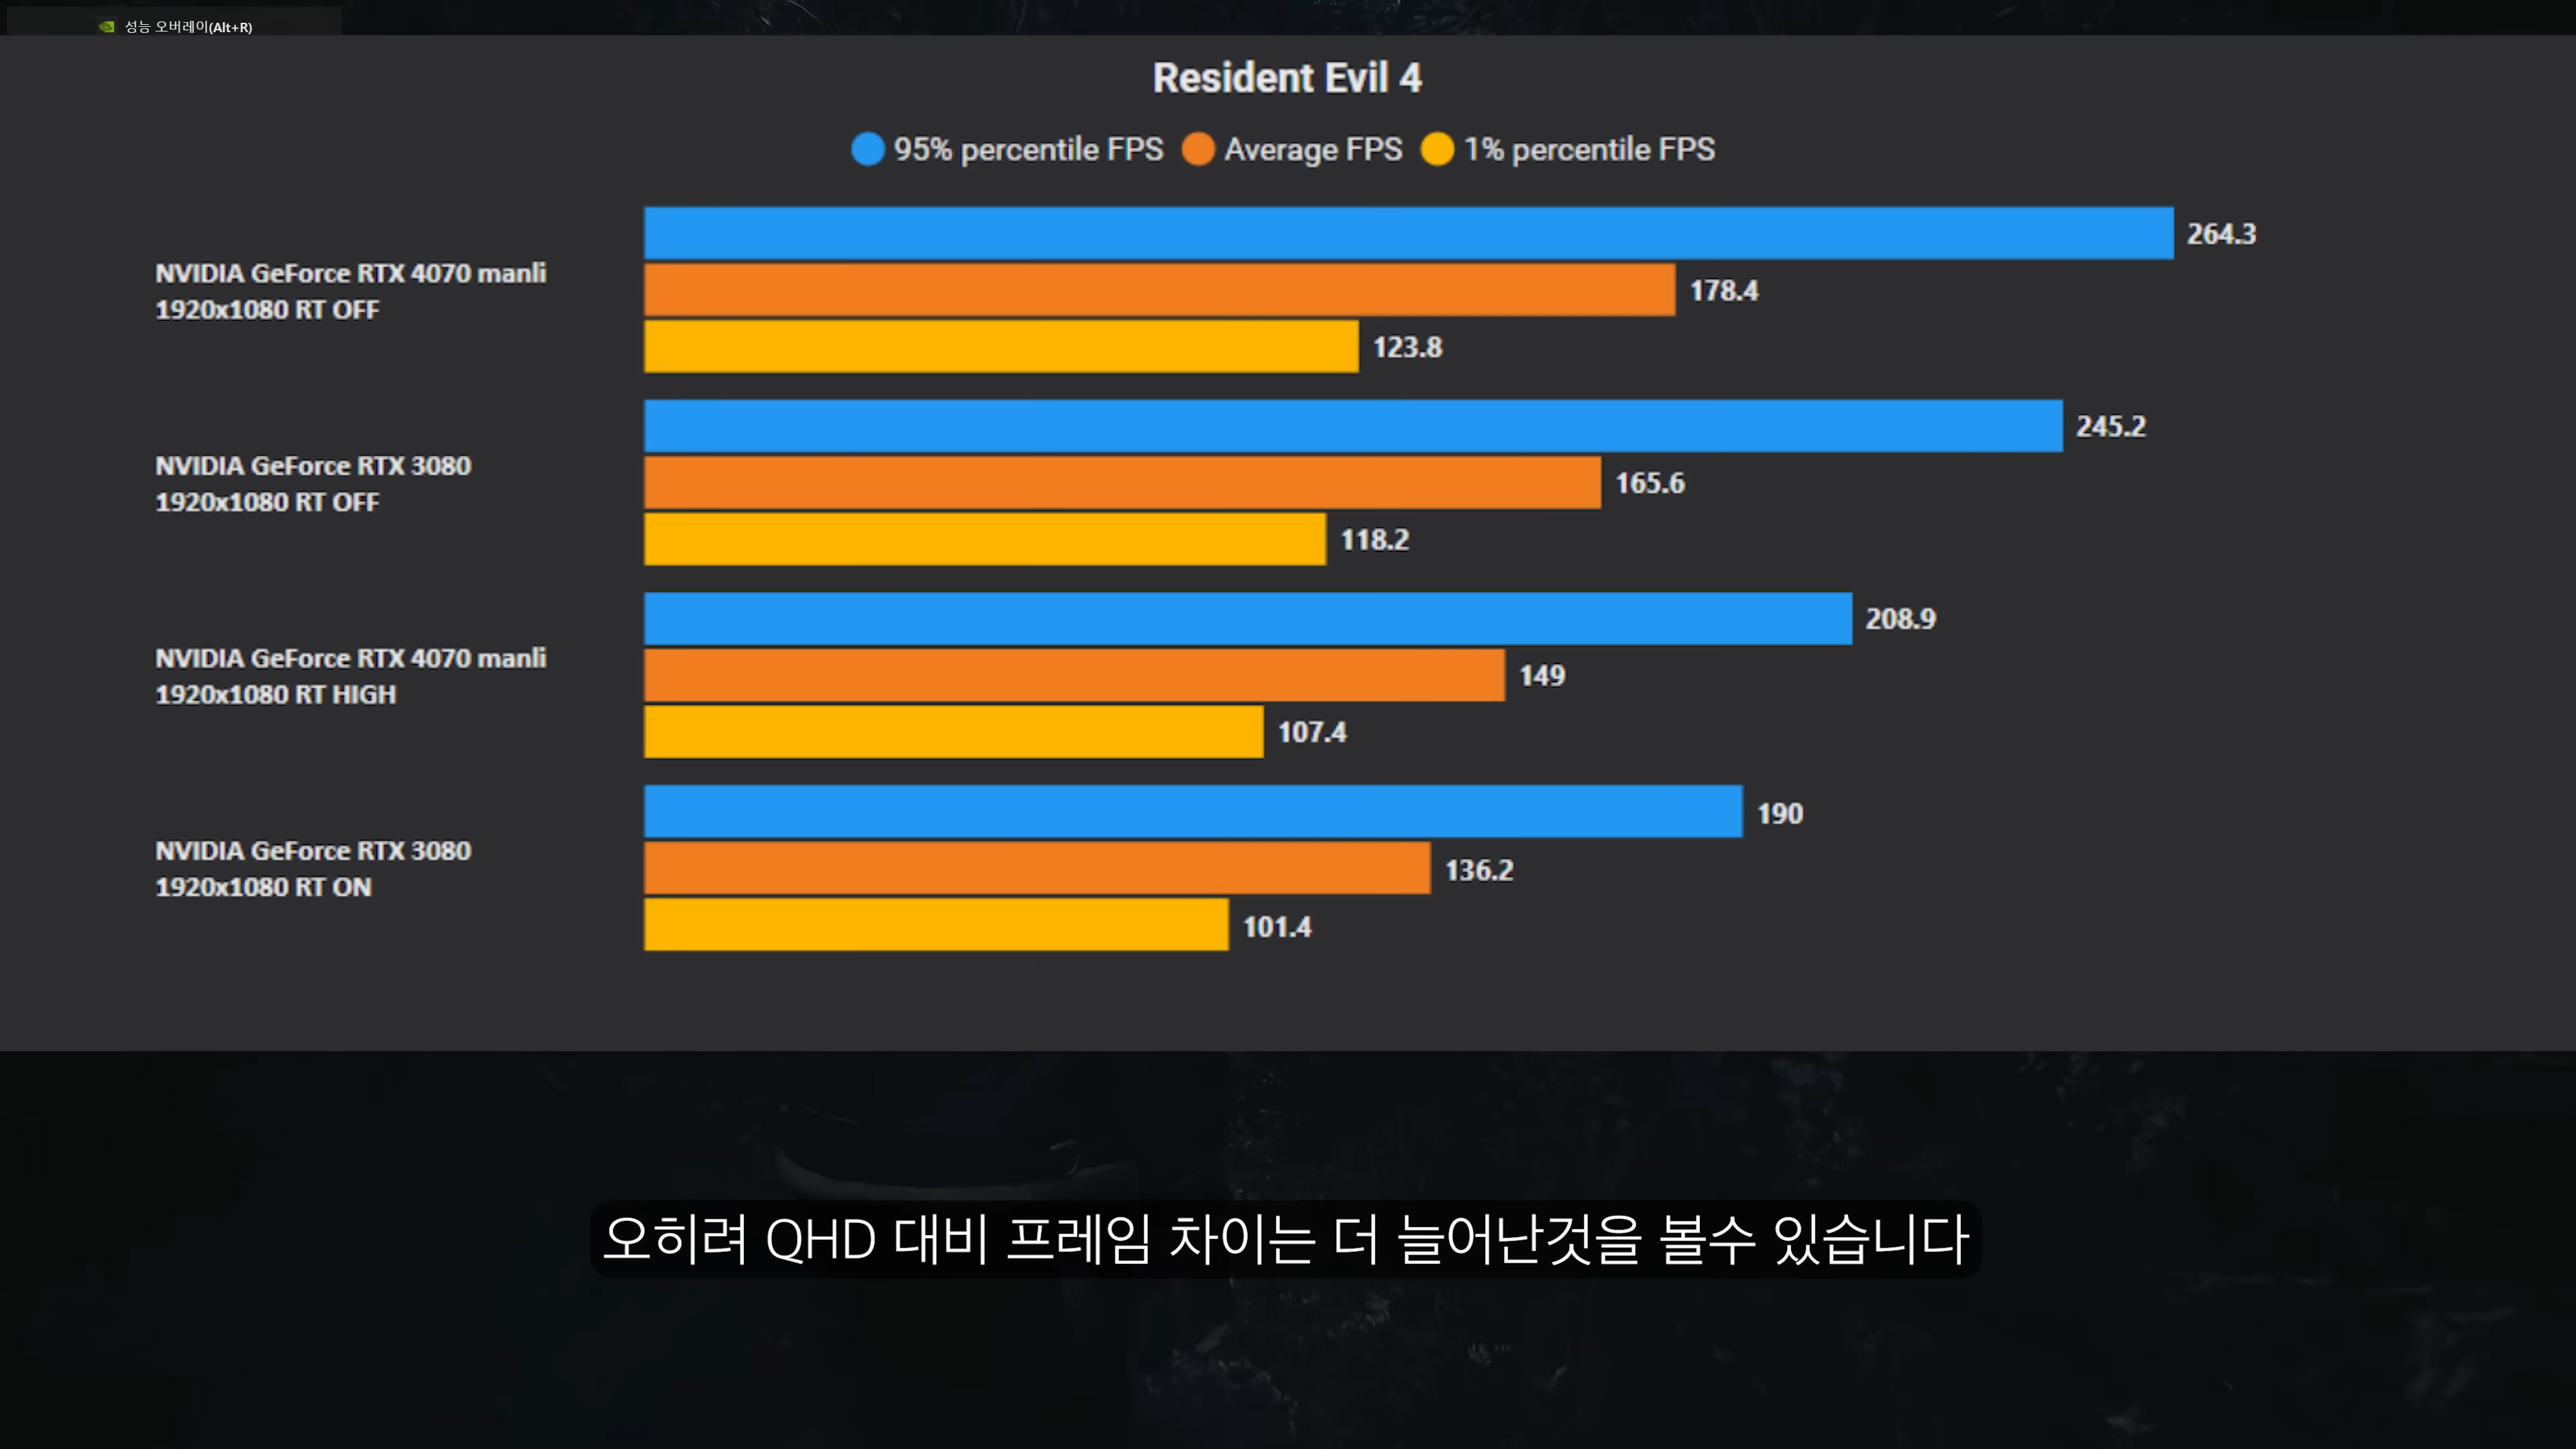 성능 오버레이(Alt+R)
Resident Evil 4
95% percentile FPS Average FPS 1% percentile FPS
NVIDIA GeForce RTX 4070 manli
1920x1080 RT OFF
264.3
178.4
123.8
NVIDIA GeForce RTX 3080
1920x1080 RT OFF
245.2
165.6
118.2
NVIDIA GeForce RTX 4070 manli
1920x1080 RT HIGH
208.9
149
107.4
NVIDIA GeForce RTX 3080
1920x1080 RT ON
190
136.2
101.4
오히려 QHD 대비 프레임 차이는 더 늘어난것을 볼수 있습니다